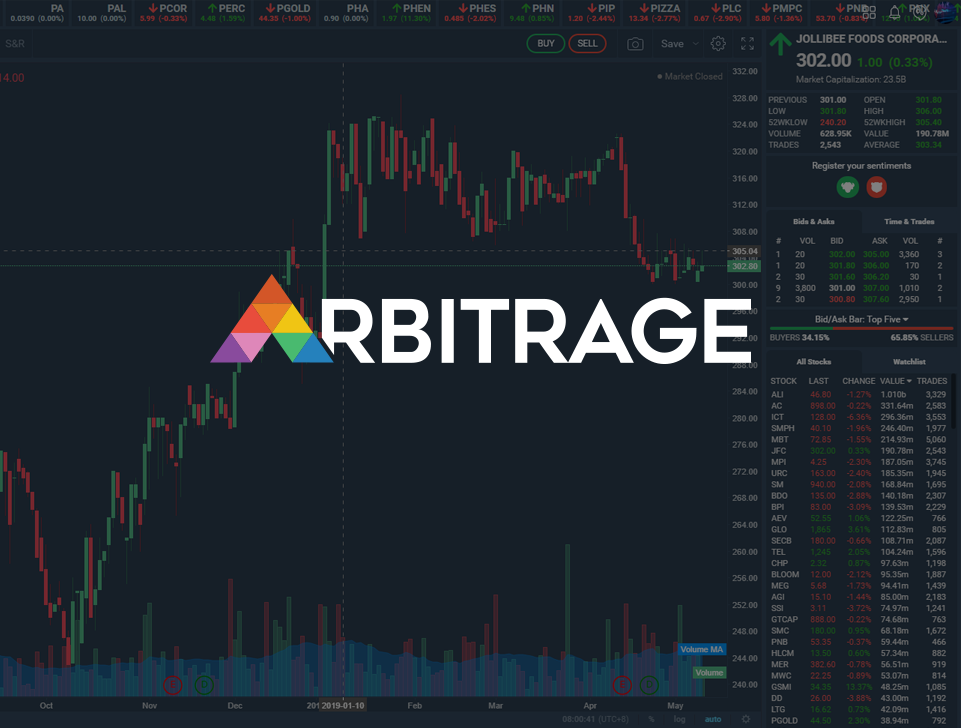 PA PAL PCOR PERC PGOLD PHA PHEN PHES PHN PIP PIZZA PLC PMPC PNB
0.0390 (0.00%) 10.00 (0.00%) 5.99 (-0.33%) 4.48 (1.59%) 44.35 (-1.00%) 0.90 (0.00%) 1.97 (11.30%) 0.485 (-2.02%) 9.48 (0.85%) 1.20 (-2.44%) 13.34 (-2.77%) 0.67 (-2.90%) 5.80 (-1.36%) 53.70 (-0.83%)
S&R BUY SELL Save
14.00
Market Closed
332.00
328.00
324.00
320.00
316.00
312.00
308.00
305.04
302.80
300.00
296.00
ARBITRAGE
288.00
284.00
280.00
276.00
272.00
268.00
264.00
260.00
256.00
252.00
248.00
Volume MA
244.00
Volume
240.00
Oct Nov Dec 2019-01-10 Feb Mar Apr May
08:00:41 (UTC+8) % log auto
JOLLIBEE FOODS CORPORA...
302.00 1.00 (0.33%)
Market Capitalization: 23.5B
PREVIOUS 301.00 OPEN 301.80
LOW 301.80 HIGH 306.00
52WKLOW 240.20 52WKHIGH 305.40
VOLUME 628.95K VALUE 190.78M
TRADES 2,543 AVERAGE 303.34
Register your sentiments
Bids & Asks Time & Trades
# VOL BID ASK VOL #
1 20 302.00 305.00 3,360 3
1 20 301.80 306.00 170 2
2 30 301.60 306.20 30 1
9 3,800 301.00 307.00 1,010 2
2 30 300.80 307.60 2,950 1
Bid/Ask Bar: Top Five
BUYERS 34.15% 65.85% SELLERS
All Stocks Watchlist
STOCK LAST CHANGE VALUE TRADES
ALI 46.80 -1.27% 1.010b 3,329
AC 898.00 -0.22% 331.64m 2,583
ICT 128.00 -6.36% 296.36m 3,553
SMPH 40.10 -1.96% 246.40m 1,977
MBT 72.85 -1.55% 214.93m 5,060
JFC 302.00 0.33% 190.78m 2,543
MPI 4.25 -2.30% 187.05m 3,745
URC 163.00 -2.40% 185.35m 1,945
SM 940.00 -2.08% 168.84m 1,695
BDO 135.00 -2.88% 140.18m 2,307
BPI 83.00 -3.09% 139.53m 2,229
AEV 52.55 1.06% 122.25m 766
GLO 1,865 3.61% 112.83m 805
SECB 180.00 -0.66% 108.71m 2,087
TEL 1,245 2.05% 104.24m 1,596
CHP 2.32 0.87% 97.63m 1,198
BLOOM 12.00 -2.12% 95.35m 1,887
MEG 5.68 -1.73% 94.41m 1,439
AGI 15.10 -1.44% 85.00m 2,183
SSI 3.11 -3.72% 74.97m 1,241
GTCAP 888.00 -0.22% 74.68m 763
SMC 180.00 0.95% 68.18m 1,672
PNB 53.35 -0.37% 59.44m 466
HLCM 13.50 0.60% 57.34m 882
MER 382.60 -0.78% 56.51m 919
MWC 22.25 -0.89% 53.07m 814
GSMI 34.35 13.37% 48.25m 1,085
DD 26.00 -3.88% 43.00m 1,192
LTG 16.62 0.73% 42.09m 1,416
PGOLD 44.50 2.30% 38.94m 792